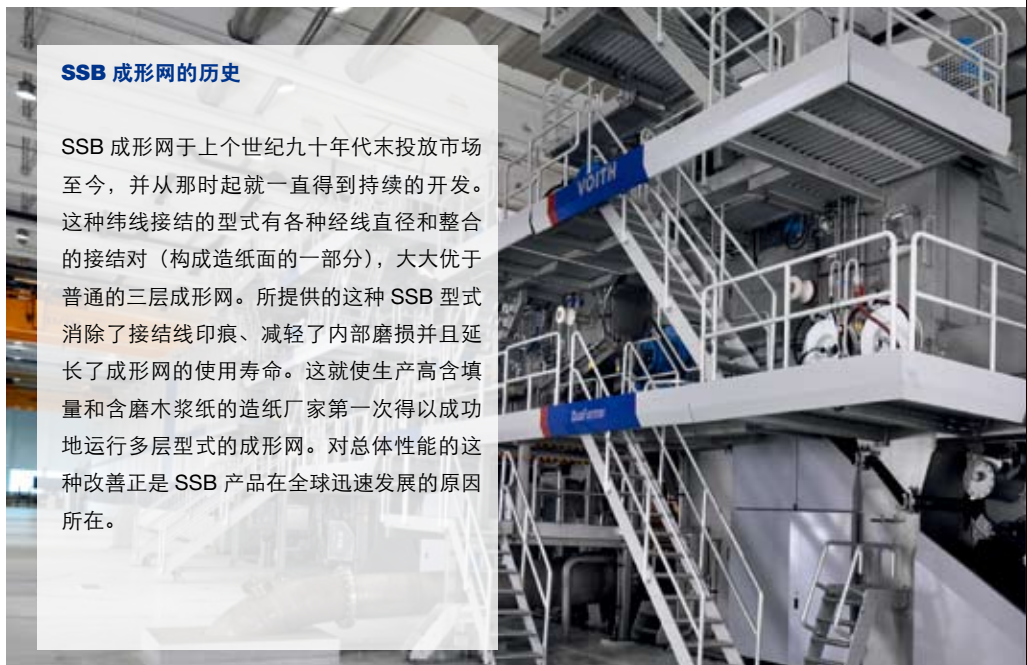 SSB 成形网的历史
SSB 成形网于上个世纪九十年代末投放市场
至今，并从那时起就一直得到持续的开发。
这种纬线接结的型式有各种经线直径和整合
的接结对（构成造纸面的一部分），大大优于
普通的三层成形网。所提供的这种 SSB 型式
消除了接结线印痕、减轻了内部磨损并且延
长了成形网的使用寿命。这就使生产高含填
量和含磨木浆纸的造纸厂家第一次得以成功
地运行多层型式的成形网。对总体性能的这
种改善正是 SSB 产品在全球迅速发展的原因
所在。
VOITH
DuoFormer